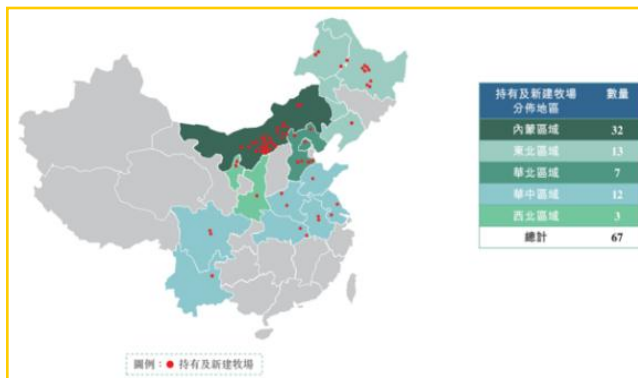 持有及新建牧場 數量
分佈地區
內蒙區域 32
東北區域 13
華北區域 7
華中區域 12
西北區域 3
總計 67
圖例：● 持有及新建牧場